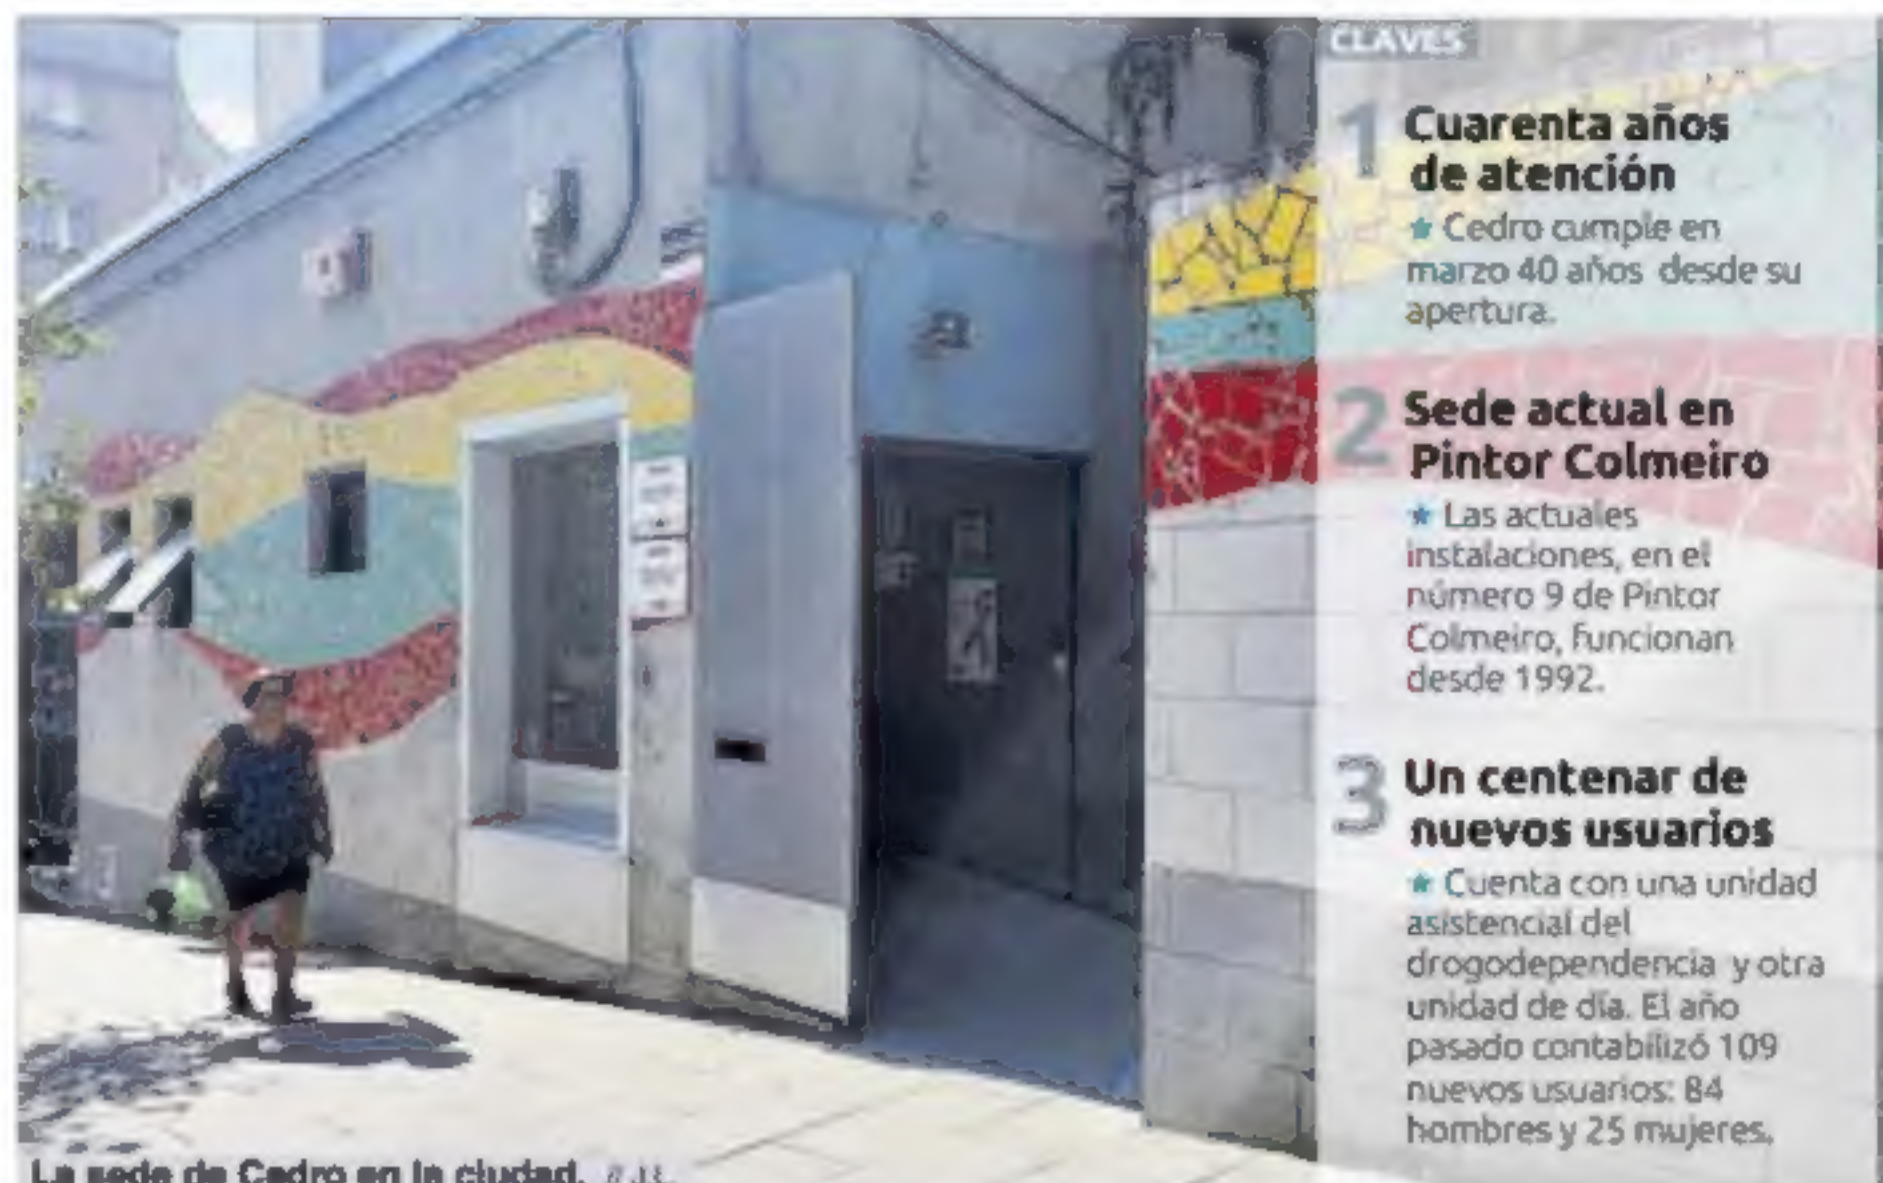 CLAVES
1 Cuarenta años
de atención
★ Cedro cumple en
marzo 40 años desde su
apertura.
2 Sede actual en
Pintor Colmeiro
★ Las actuales
instalaciones, en el
número 9 de Pintor
Colmeiro, funcionan
desde 1992.
3 Un centenar de
nuevos usuarios
★ Cuenta con una unidad
asistencial del
drogodependencia y otra
unidad de día. El año
pasado contabilizó 109
nuevos usuarios: 84
hombres y 25 mujeres.
La sede de Cedro en la ciudad.